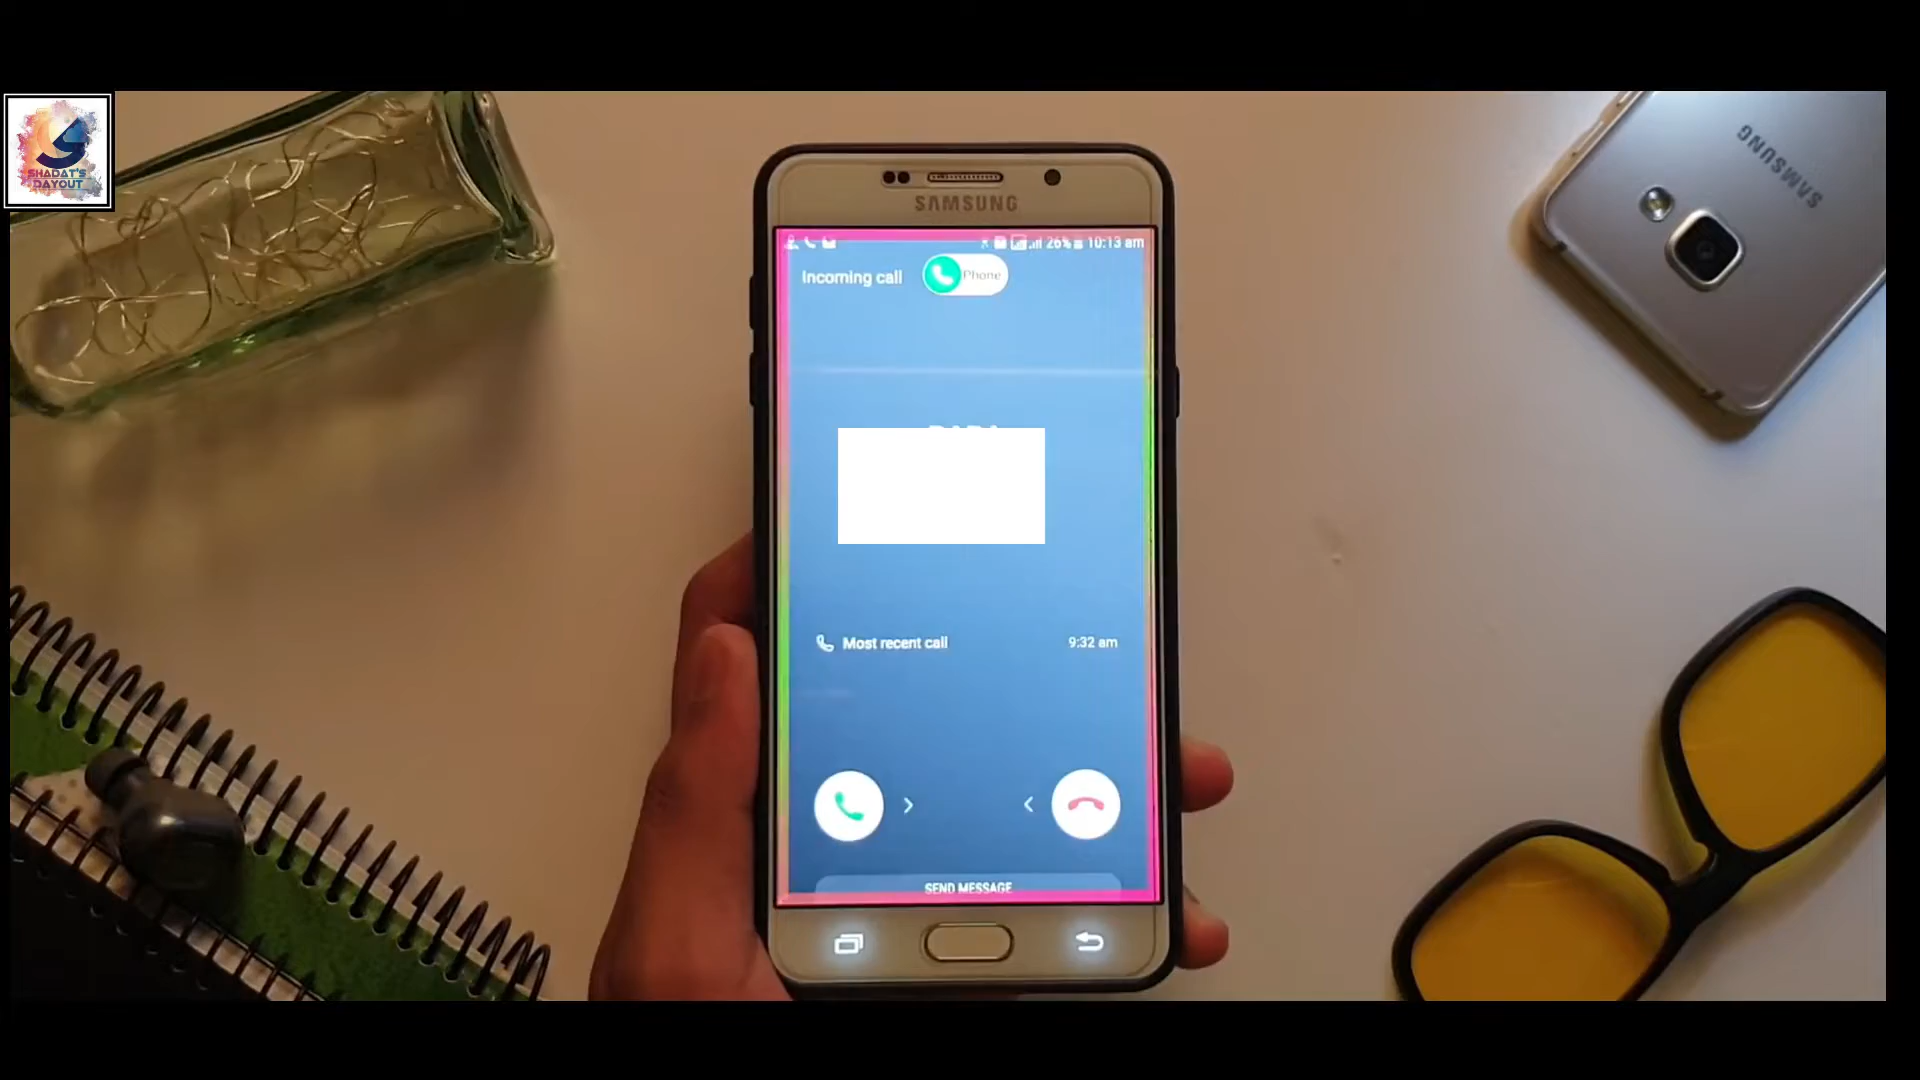 SHADAT'S
DAYOUT
SAMSUNG
SAMSUNG
26% 10:13 am
Incoming call
Phone
Most recent call
9:32 am
SEND MESSAGE